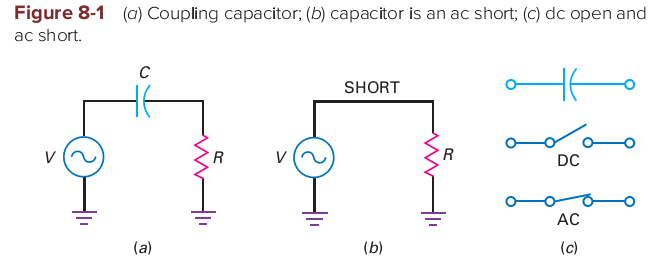 Figure 8-1 (a) Coupling capacitor; (b) capacitor is an ac short; (c) dc open and
ac short.
C
V
R
(a)
SHORT
V
R
(b)
DC
AC
(c)